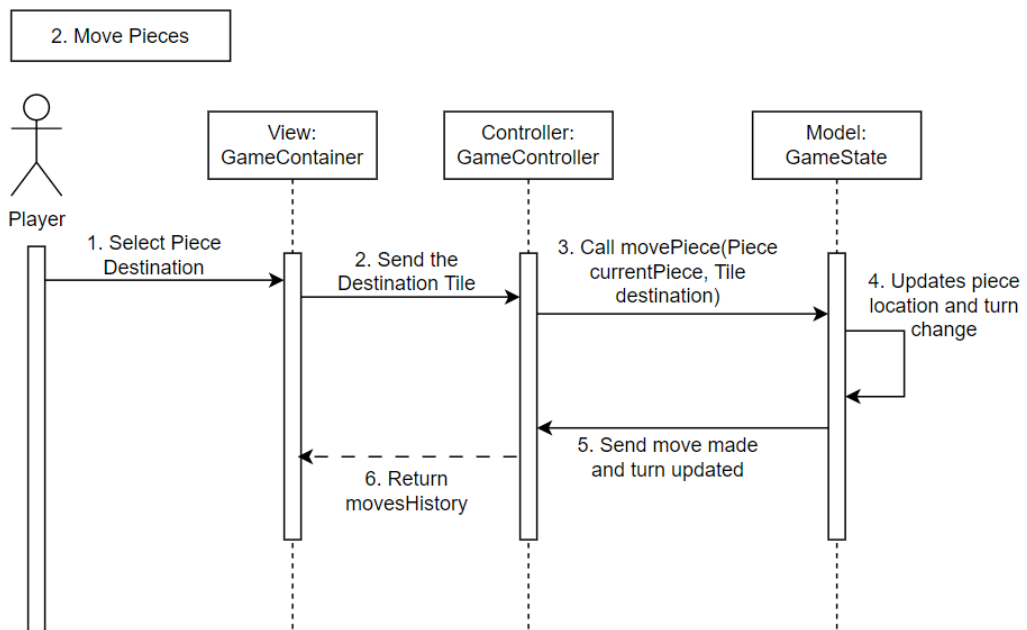 2. Move Pieces
View:
GameContainer
Controller:
GameController
Model:
GameState
Player
1. Select Piece
Destination
2. Send the
Destination Tile
3. Call movePiece(Piece
currentPiece, Tile
destination)
4. Updates piece
location and turn
change
5. Send move made
and turn updated
6. Return
movesHistory